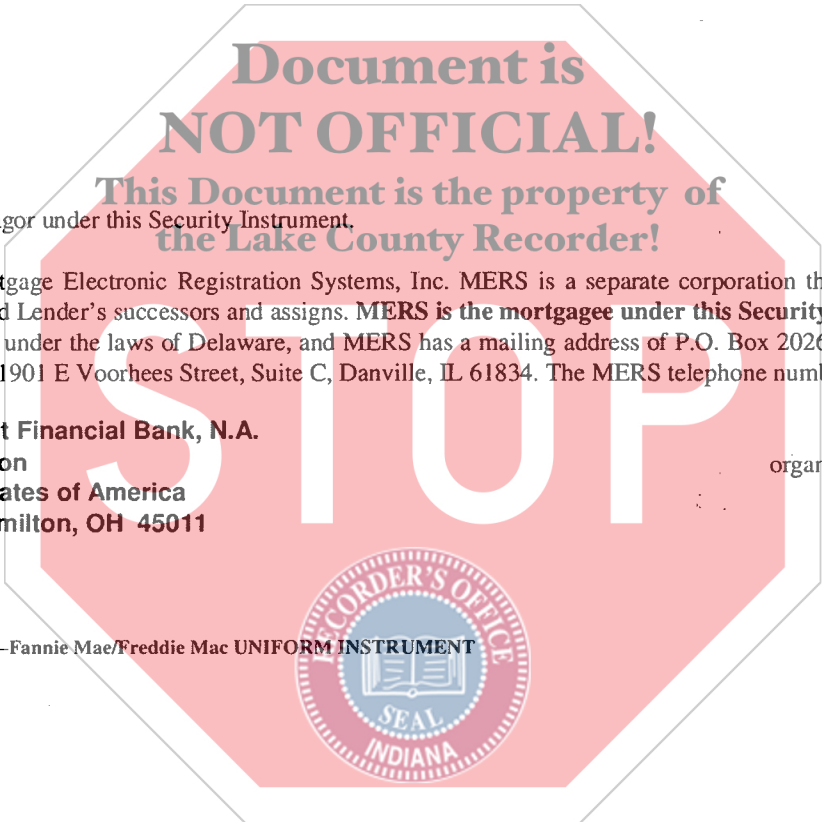 Document is
NOT OFFICIAL!
This Document is the property of
the Lake County Recorder!
gor under this Security Instrument.
tgage Electronic Registration Systems, Inc. MERS is a separate corporation th
d Lender's successors and assigns. MERS is the mortgagee under this Security
under the laws of Delaware, and MERS has a mailing address of P.O. Box 2026
1901 E Voorhees Street, Suite C, Danville, IL 61834. The MERS telephone numb
STOP
t Financial Bank, N.A.
on organ
ates of America
milton, OH 45011
–Fannie Mae/Freddie Mac UNIFORM INSTRUMENT
RECORDER'S OFFICE
SEAL
INDIANA